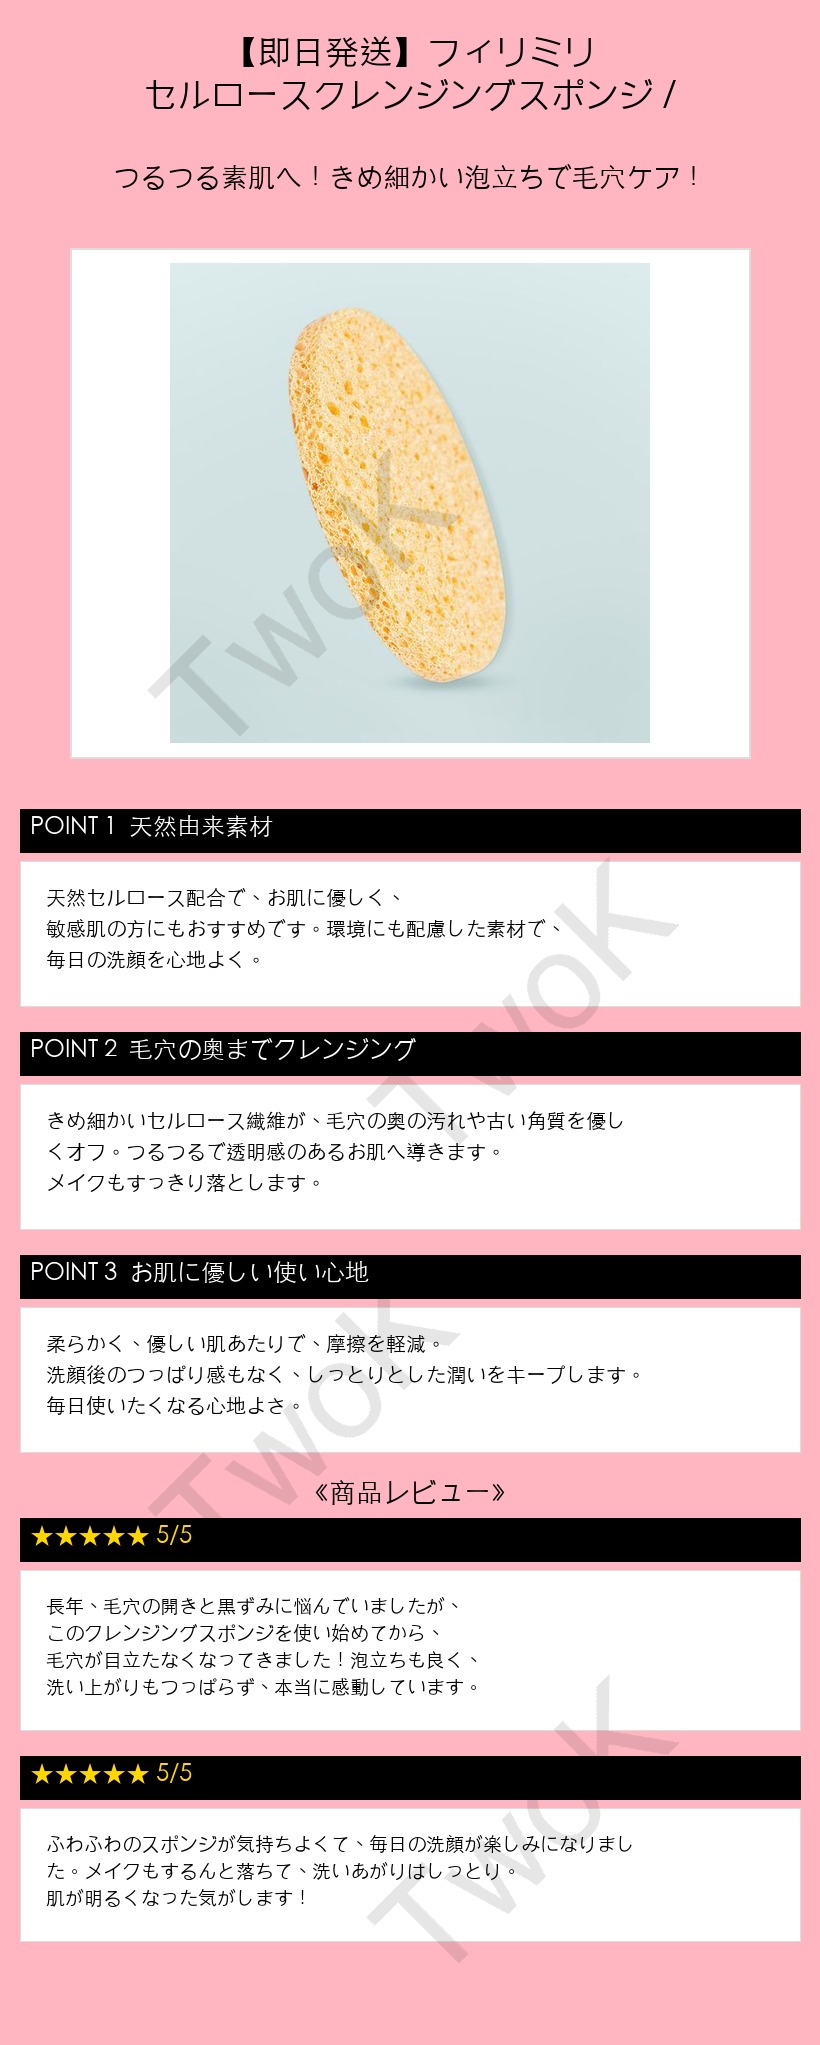 【即日発送】フィリミリ
セルロースクレンジングスポンジ /
つるつる素肌へ！きめ細かい泡立ちで毛穴ケア！
TwoK
POINT 1 天然由来素材
天然セルロース配合で、お肌に優しく、
敏感肌の方にもおすすめです。環境にも配慮した素材で、
毎日の洗顔を心地よく。
TwoK
POINT 2 毛穴の奥までクレンジング
きめ細かいセルロース繊維が、毛穴の奥の汚れや古い角質を優し
くオフ。つるつるで透明感のあるお肌へ導きます。
メイクもすっきり落とします。
POINT 3 お肌に優しい使い心地
柔らかく、優しい肌あたりで、摩擦を軽減。
洗顔後のつっぱり感もなく、しっとりとした潤いをキープします。
毎日使いたくなる心地よさ。
TwoK
《商品レビュー》
★★★★★ 5/5
長年、毛穴の開きと黒ずみに悩んでいましたが、
このクレンジングスポンジを使い始めてから、
毛穴が目立たなくなってきました！泡立ちも良く、
洗い上がりもつっぱらず、本当に感動しています。
★★★★★ 5/5
ふわふわのスポンジが気持ちよくて、毎日の洗顔が楽しみになりまし
た。メイクもするんと落ちて、洗いあがりはしっとり。
肌が明るくなった気がします！
TwoK